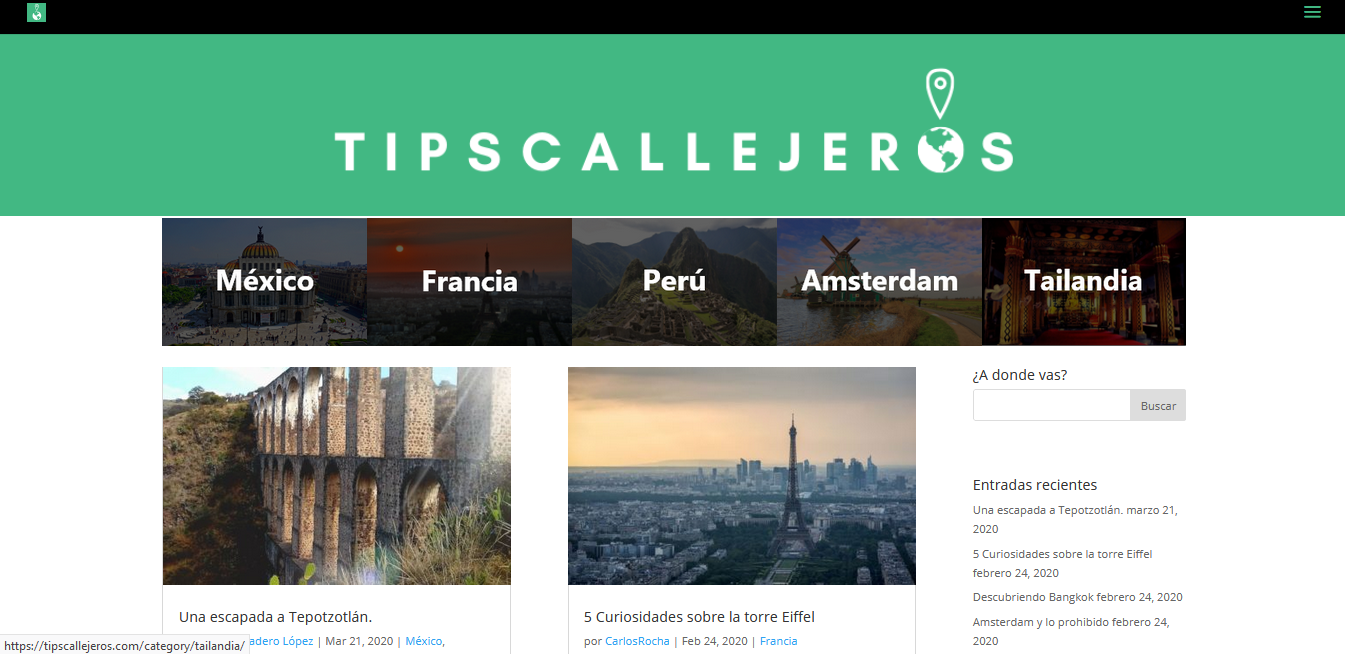 TIPSCALLEJEROS
México
Francia
Perú
Amsterdam
Tailandia
Una escapada a Tepotzotlán.
adero López | Mar 21, 2020 | México,
5 Curiosidades sobre la torre Eiffel
por CarlosRocha | Feb 24, 2020 | Francia
¿A donde vas?
Buscar
Entradas recientes
Una escapada a Tepotzotlán. marzo 21,
2020
5 Curiosidades sobre la torre Eiffel
febrero 24, 2020
Descubriendo Bangkok febrero 24, 2020
Amsterdam y lo prohibido febrero 24,
2020
https://tipscallejeros.com/category/tailandia/